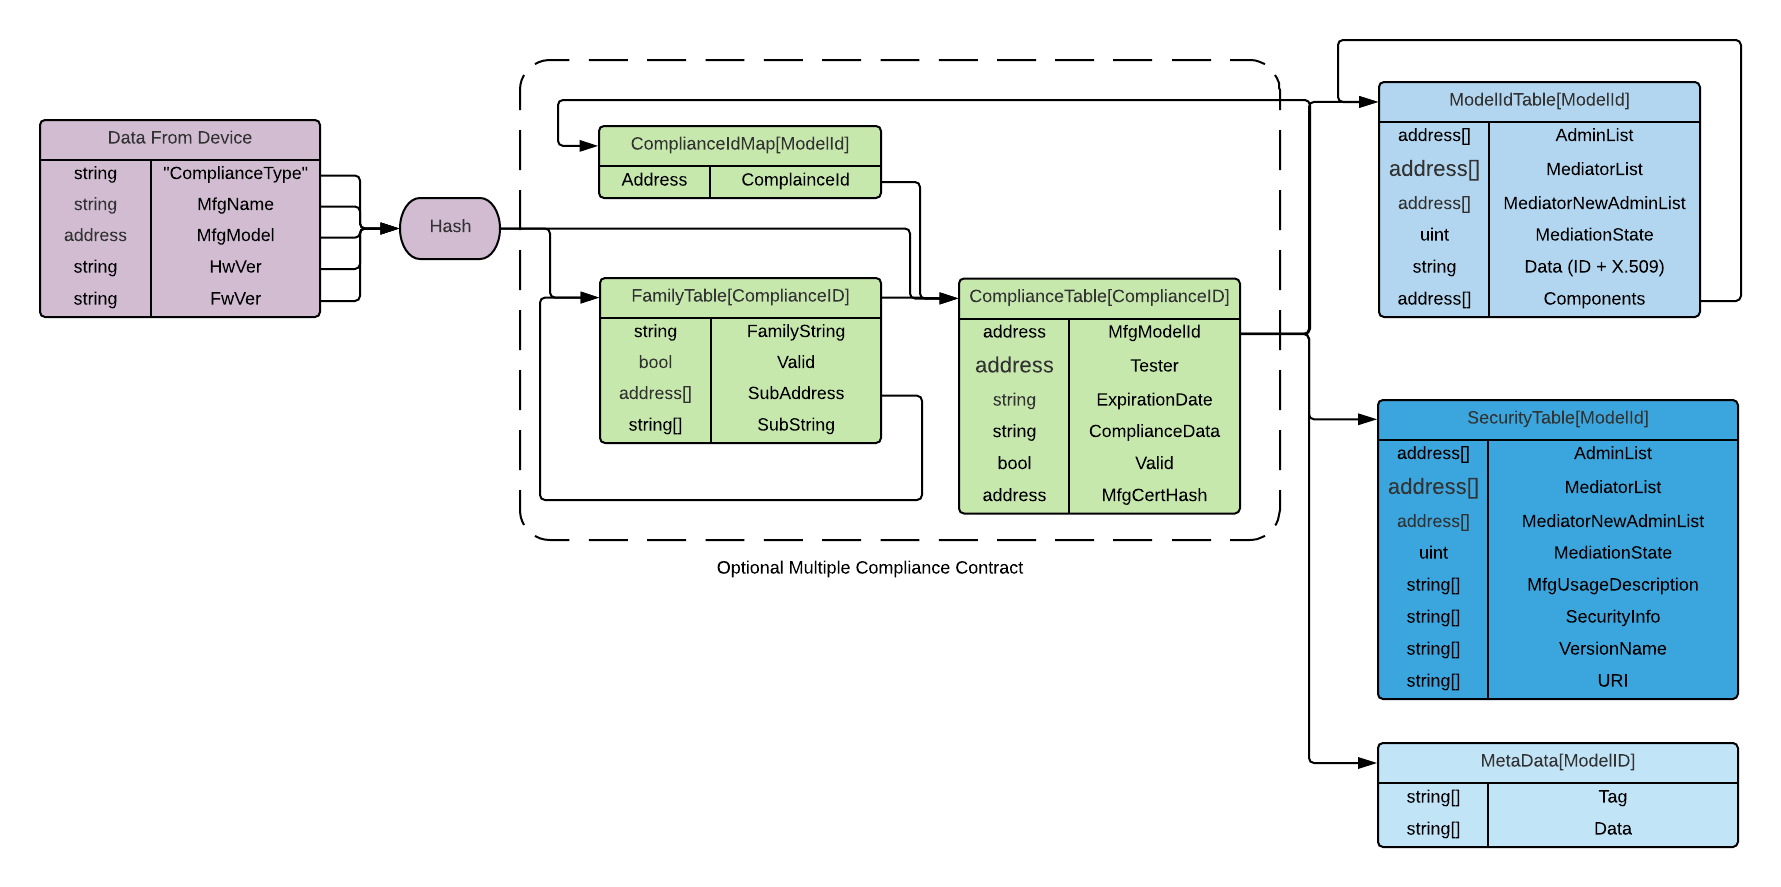 Data From Device
string "ComplianceType"
string MfgName
address MfgModel
string HwVer
string FwVer
Hash
ComplianceIdMap[ModelId]
Address ComplainceId
FamilyTable[ComplianceID]
string FamilyString
bool Valid
address[] SubAddress
string[] SubString
ComplianceTable[ComplianceID]
address MfgModelId
address Tester
string ExpirationDate
string ComplianceData
bool Valid
address MfgCertHash
Optional Multiple Compliance Contract
ModelIdTable[ModelId]
address[] AdminList
address[] MediatorList
address[] MediatorNewAdminList
uint MediationState
string Data (ID + X.509)
address[] Components
SecurityTable[ModelId]
address[] AdminList
address[] MediatorList
address[] MediatorNewAdminList
uint MediationState
string[] MfgUsageDescription
string[] SecurityInfo
string[] VersionName
string[] URI
MetaData[ModelID]
string[] Tag
string[] Data